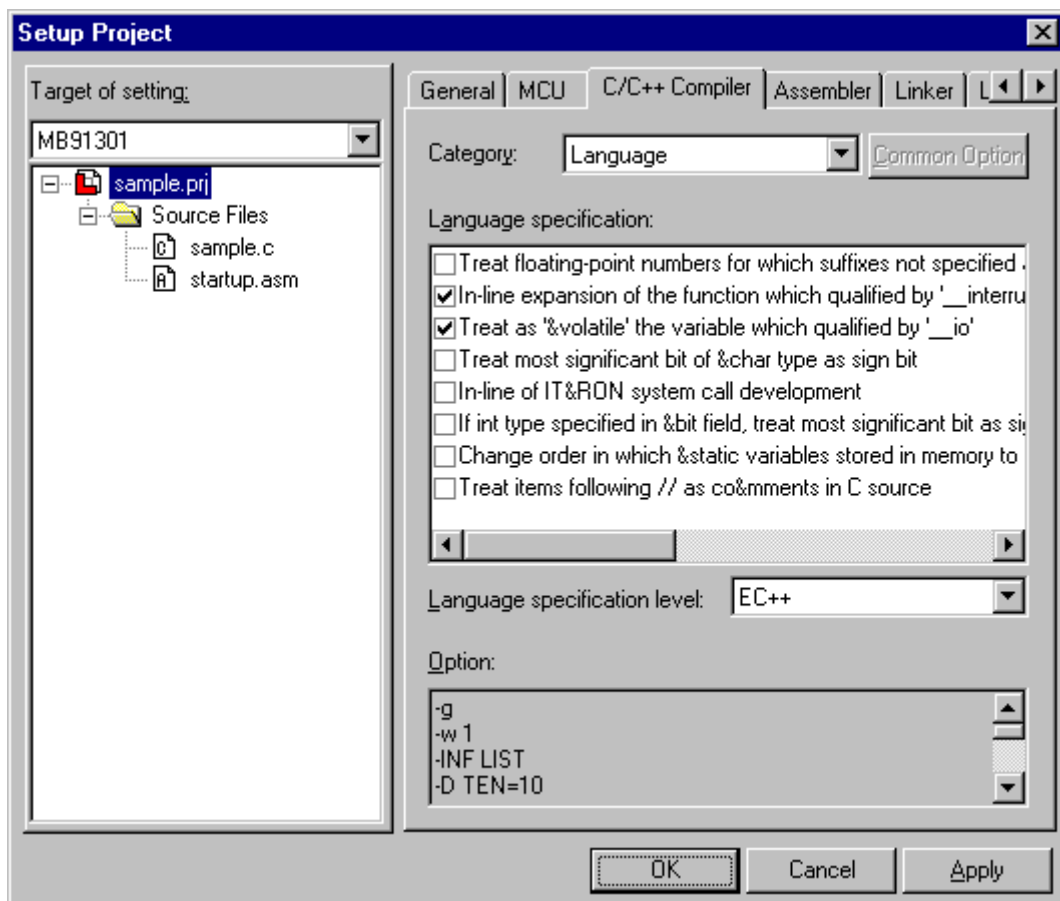 Setup Project
Target of setting:
MB91301
sample.prj
Source Files
sample.c
startup.asm
General
MCU
C/C++ Compiler
Assembler
Linker
L
Category:
Language
Common Option
Language specification:
Treat floating-point numbers for which suffixes not specified
In-line expansion of the function which qualified by '__interru
Treat as '&volatile' the variable which qualified by '__io'
Treat most significant bit of &char type as sign bit
In-line of IT&RON system call development
If int type specified in &bit field, treat most significant bit as si
Change order in which &static variables stored in memory to
Treat items following // as co&mments in C source
Language specification level:
EC++
Option:
-g
-w 1
-INF LIST
-D TEN=10
OK
Cancel
Apply